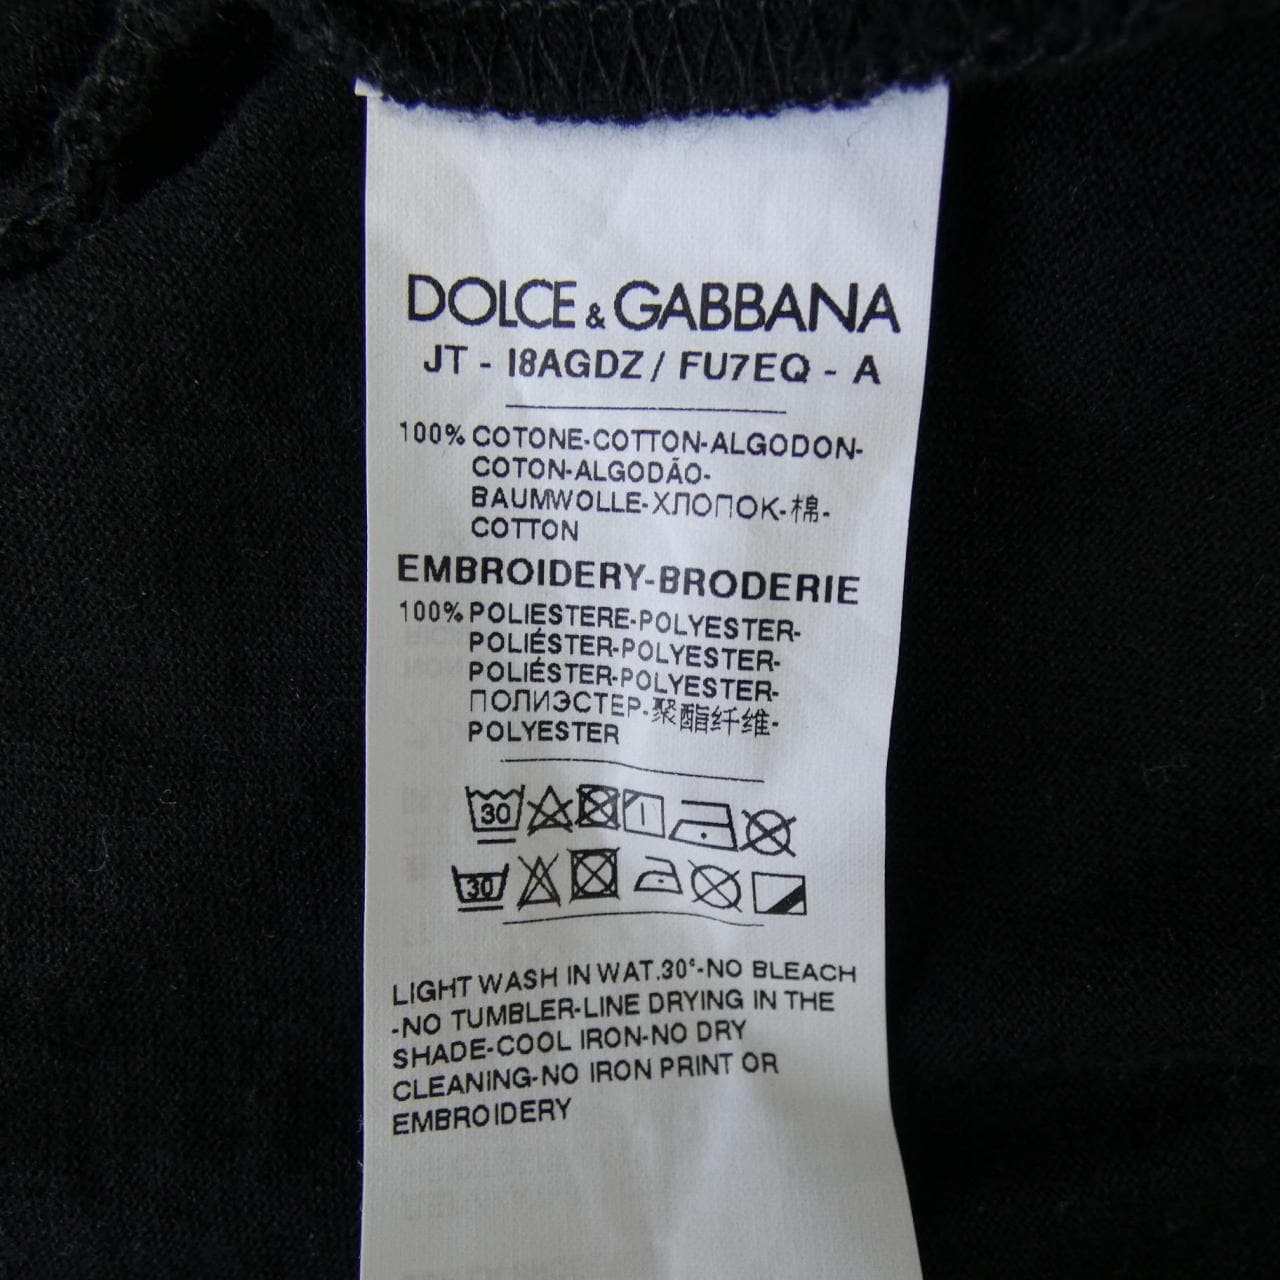 DOLCE & GABBANA
JT - I8AGDZ / FU7EQ - A
100% COTONE-COTTON-ALGODON-
COTON-ALGODÃO-
BAUMWOLLE-ХЛОПОК-棉-
COTTON
EMBROIDERY-BRODERIE
100% POLIESTERE-POLYESTER-
POLIÉSTER-POLYESTER-
POLIÉSTER-POLYESTER-
ПОЛИЭСТЕР-聚酯纤维-
POLYESTER
30
30
LIGHT WASH IN WAT.30°-NO BLEACH
-NO TUMBLER-LINE DRYING IN THE
SHADE-COOL IRON-NO DRY
CLEANING-NO IRON PRINT OR
EMBROIDERY